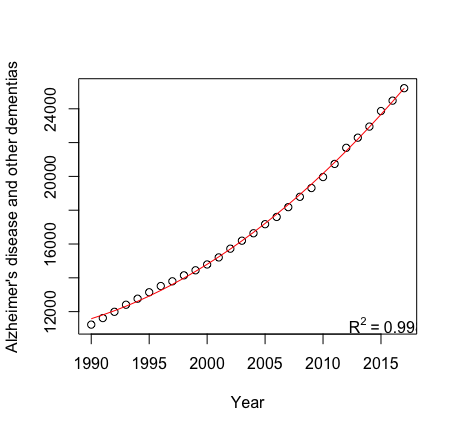 Alzheimer's disease and other dementias
24000
20000
16000
12000
R² = 0.99
1990 1995 2000 2005 2010 2015
Year